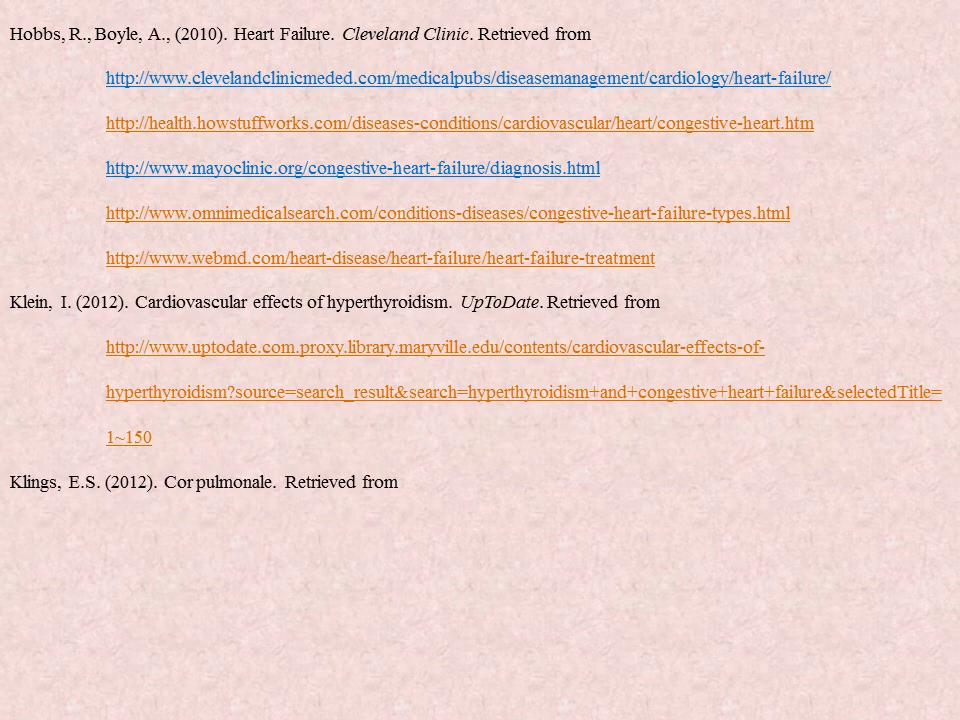 Hobbs, R., Boyle, A., (2010). Heart Failure. Cleveland Clinic. Retrieved from
http://www.clevelandclinicmeded.com/medicalpubs/diseasemanagement/cardiology/heart-failure/
http://health.howstuffworks.com/diseases-conditions/cardiovascular/heart/congestive-heart.htm
http://www.mayoclinic.org/congestive-heart-failure/diagnosis.html
http://www.omnimedicalsearch.com/conditions-diseases/congestive-heart-failure-types.html
http://www.webmd.com/heart-disease/heart-failure/heart-failure-treatment
Klein, I. (2012). Cardiovascular effects of hyperthyroidism. UpToDate. Retrieved from
http://www.uptodate.com.proxy.library.maryville.edu/contents/cardiovascular-effects-of-
hyperthyroidism?source=search_result&search=hyperthyroidism+and+congestive+heart+failure&selectedTitle=
1~150
Klings, E.S. (2012). Cor pulmonale. Retrieved from